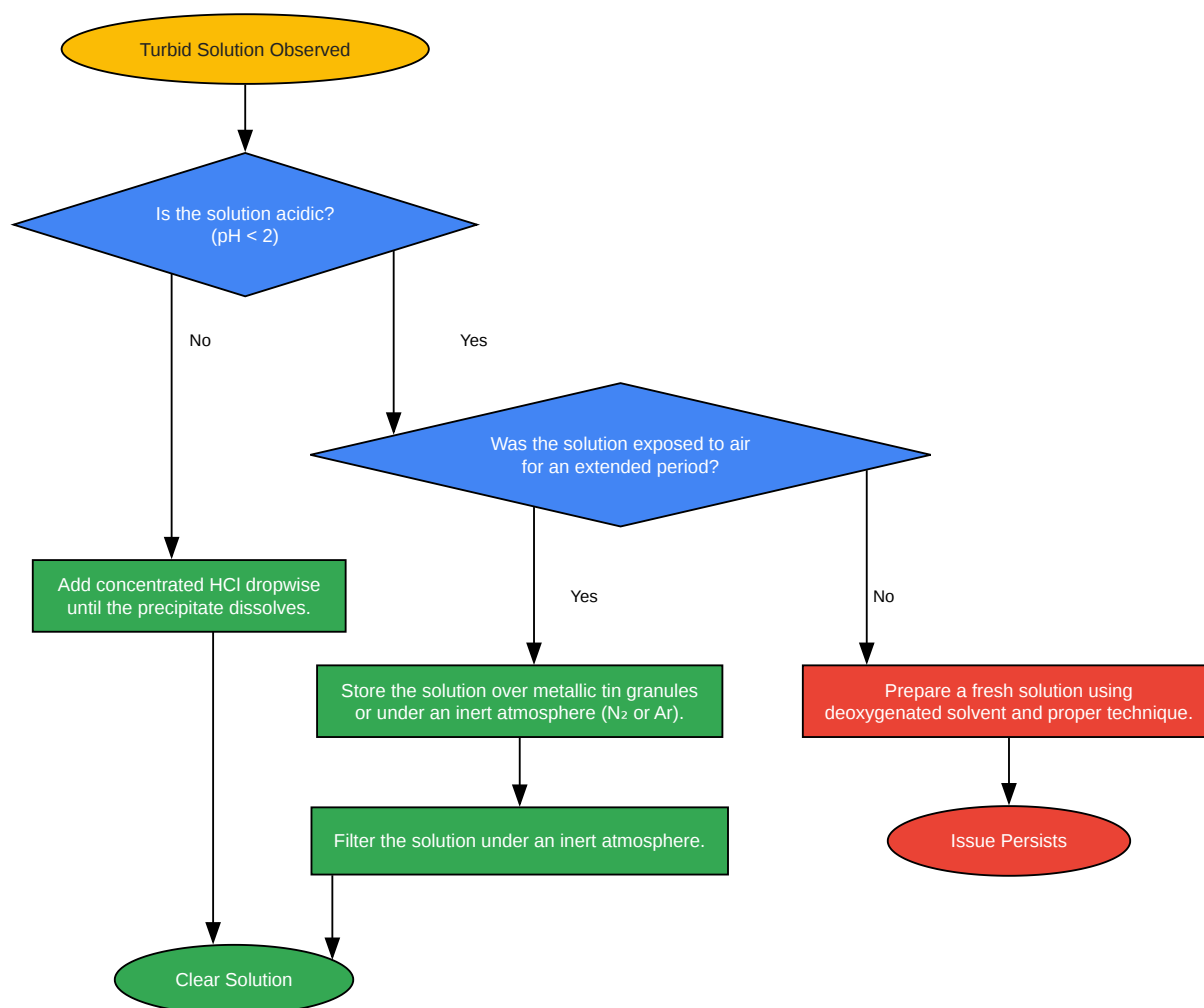 Turbid Solution Observed
Is the solution acidic?
(pH < 2)
No
Yes
Was the solution exposed to air
for an extended period?
Add concentrated HCl dropwise
until the precipitate dissolves.
Yes
No
Store the solution over metallic tin granules
or under an inert atmosphere (N₂ or Ar).
Prepare a fresh solution using
deoxygenated solvent and proper technique.
Filter the solution under an inert atmosphere.
Issue Persists
Clear Solution